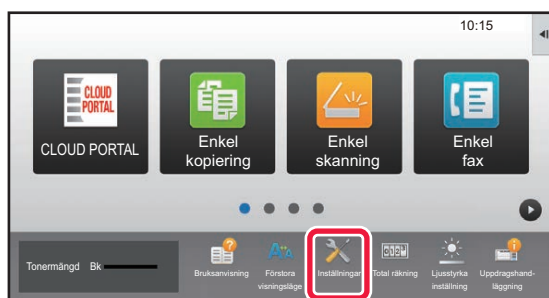 10:15
CLOUD
PORTAL
CLOUD PORTAL
Enkel
kopiering
Enkel
skanning
Enkel
fax
Tonermängd Bk
Bruksanvisning
Förstora
visningsläge
Inställningar
Total räkning
Ljusstyrka
inställning
Uppdragshand-
läggning